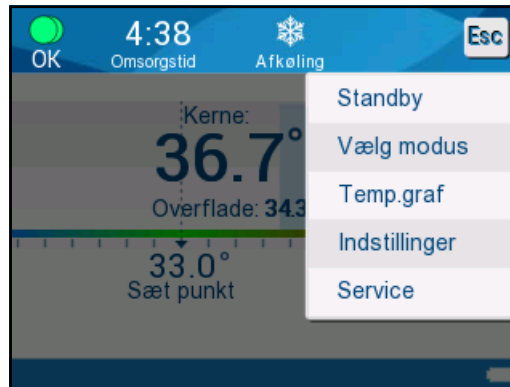 4:38
Esc
OK
Omsorgstid
Afkøling
Standby
Kerne:
Vælg modus
36.7°
Temp.graf
Overflade: 34.3
Indstillinger
33.0°
Sæt punkt
Service